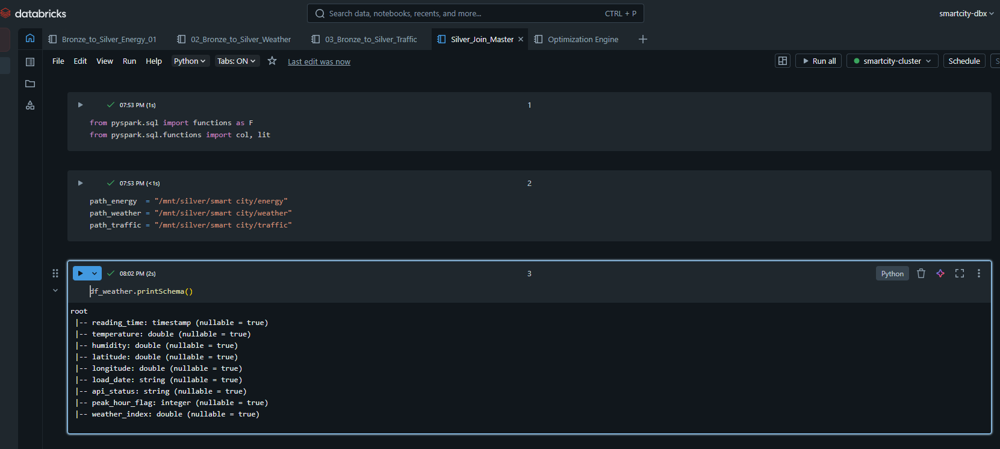 databricks
Search data, notebooks, recents, and more...
CTRL + P
smartcity-dbx
Bronze_to_Silver_Energy_01
02_Bronze_to_Silver_Weather
03_Bronze_to_Silver_Traffic
Silver_Join_Master
Optimization Engine
File Edit View Run Help Python Tabs: ON Last edit was now
Run all
smartcity-cluster
Schedule
07:53 PM (1s)
1
from pyspark.sql import functions as F
from pyspark.sql.functions import col, lit
07:53 PM (<1s)
2
path_energy  = "/mnt/silver/smart city/energy"
path_weather = "/mnt/silver/smart city/weather"
path_traffic = "/mnt/silver/smart city/traffic"
08:02 PM (2s)
3
Python
df_weather.printSchema()
root
|-- reading_time: timestamp (nullable = true)
|-- temperature: double (nullable = true)
|-- humidity: double (nullable = true)
|-- latitude: double (nullable = true)
|-- longitude: double (nullable = true)
|-- load_date: string (nullable = true)
|-- api_status: string (nullable = true)
|-- peak_hour_flag: integer (nullable = true)
|-- weather_index: double (nullable = true)